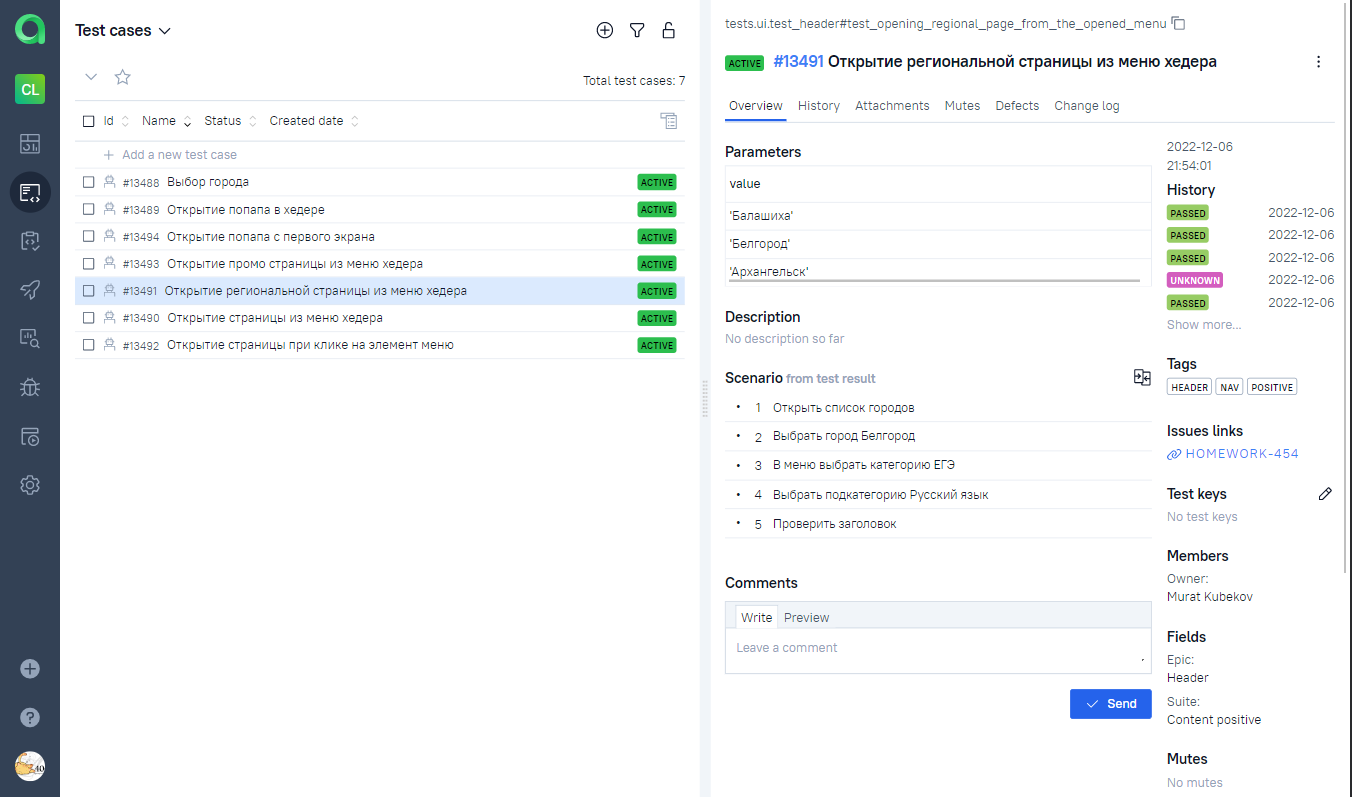 CL
Test cases
Total test cases: 7
Id Name Status Created date
Add a new test case
#13488 Выбор города ACTIVE
#13489 Открытие попапа в хедере ACTIVE
#13494 Открытие попапа с первого экрана ACTIVE
#13493 Открытие промо страницы из меню хедера ACTIVE
#13491 Открытие региональной страницы из меню хедера ACTIVE
#13490 Открытие страницы из меню хедера ACTIVE
#13492 Открытие страницы при клике на элемент меню ACTIVE
tests.ui.test_header#test_opening_regional_page_from_the_opened_menu
ACTIVE #13491 Открытие региональной страницы из меню хедера
Overview History Attachments Mutes Defects Change log
Parameters
value
'Балашиха'
'Белгород'
'Архангельск'
Description
No description so far
Scenario from test result
• 1 Открыть список городов
• 2 Выбрать город Белгород
• 3 В меню выбрать категорию ЕГЭ
• 4 Выбрать подкатегорию Русский язык
• 5 Проверить заголовок
Comments
Write Preview
Leave a comment
Send
2022-12-06
21:54:01
History
PASSED 2022-12-06
PASSED 2022-12-06
PASSED 2022-12-06
UNKNOWN 2022-12-06
PASSED 2022-12-06
Show more...
Tags
HEADER NAV POSITIVE
Issues links
HOMEWORK-454
Test keys
No test keys
Members
Owner:
Murat Kubekov
Fields
Epic:
Header
Suite:
Content positive
Mutes
No mutes